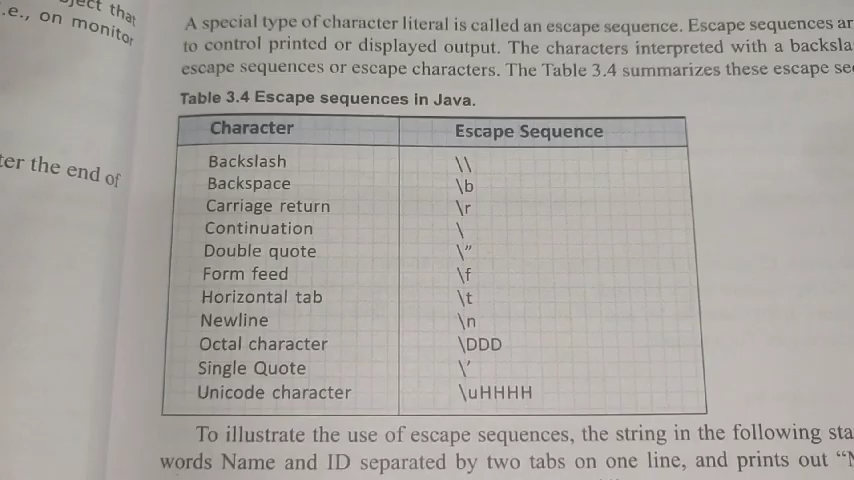 ject that
.e., on monitor
ter the end of
A special type of character literal is called an escape sequence. Escape sequences ar
to control printed or displayed output. The characters interpreted with a backsla
escape sequences or escape characters. The Table 3.4 summarizes these escape se
Table 3.4 Escape sequences in Java.
Character Escape Sequence
Backslash \\
Backspace \b
Carriage return \r
Continuation \
Double quote \”
Form feed \f
Horizontal tab \t
Newline \n
Octal character \DDD
Single Quote \’
Unicode character \uHHHH
To illustrate the use of escape sequences, the string in the following sta
words Name and ID separated by two tabs on one line, and prints out “N